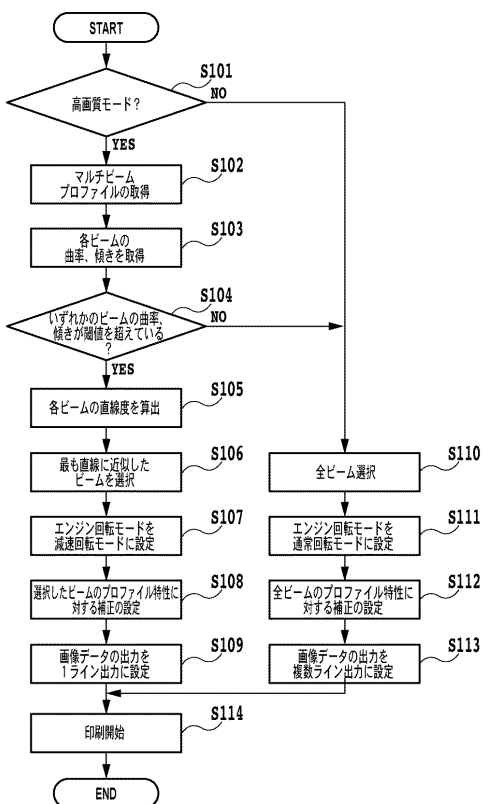 START
S101
高画質モード?
NO
YES
S102
マルチビーム
プロファイルの取得
S103
各ビームの
曲率、傾きを取得
S104
いずれかのビームの曲率、
傾きが閾値を超えている
?
NO
YES
S105
各ビームの直線度を算出
S106
最も直線に近似した
ビームを選択
S107
エンジン回転モードを
減速回転モードに設定
S108
選択したビームのプロファイル特性に
対する補正の設定
S109
画像データの出力を
1ライン出力に設定
S110
全ビーム選択
S111
エンジン回転モードを
通常回転モードに設定
S112
全ビームのプロファイル特性に
対する補正の設定
S113
画像データの出力を
複数ライン出力に設定
S114
印刷開始
END